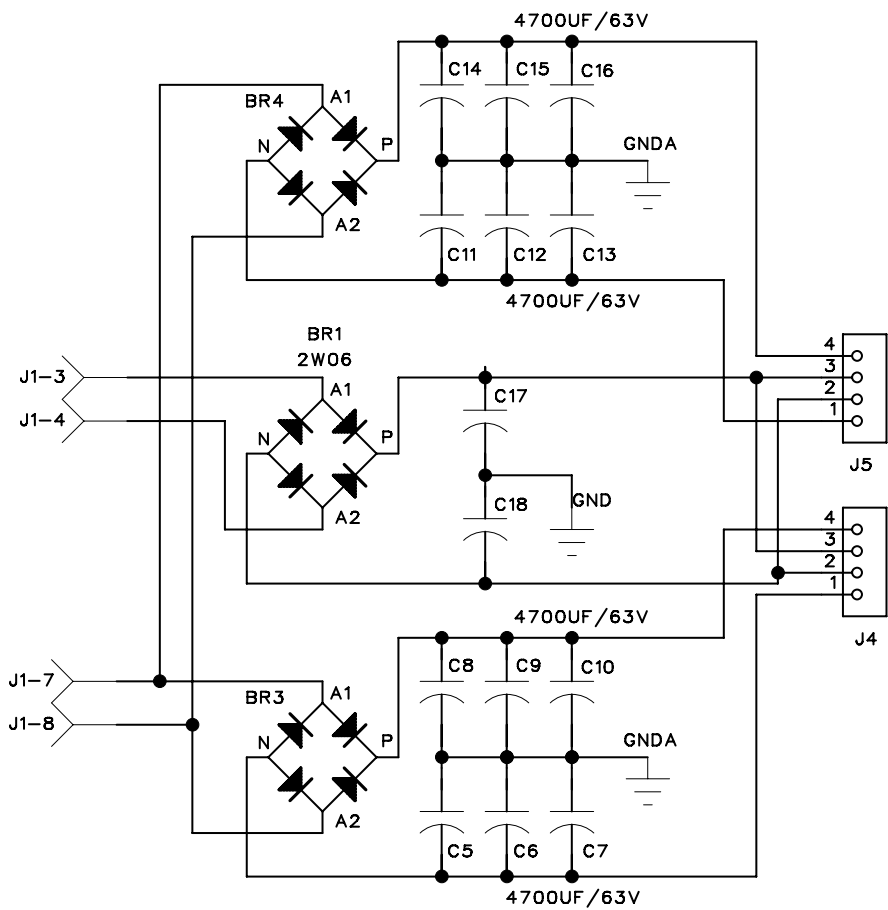 4700UF/63V
C14 C15 C16
BR4 A1
N P
GNDA
A2
C11 C12 C13
4700UF/63V
BR1
2W06
J1-3
A1
C17
J1-4
N P
4
3
2
1
J5
C18
GND
A2
4
3
2
1
J4
4700UF/63V
C8 C9 C10
J1-7
BR3 A1
J1-8
N P
GNDA
A2
C5 C6 C7
4700UF/63V